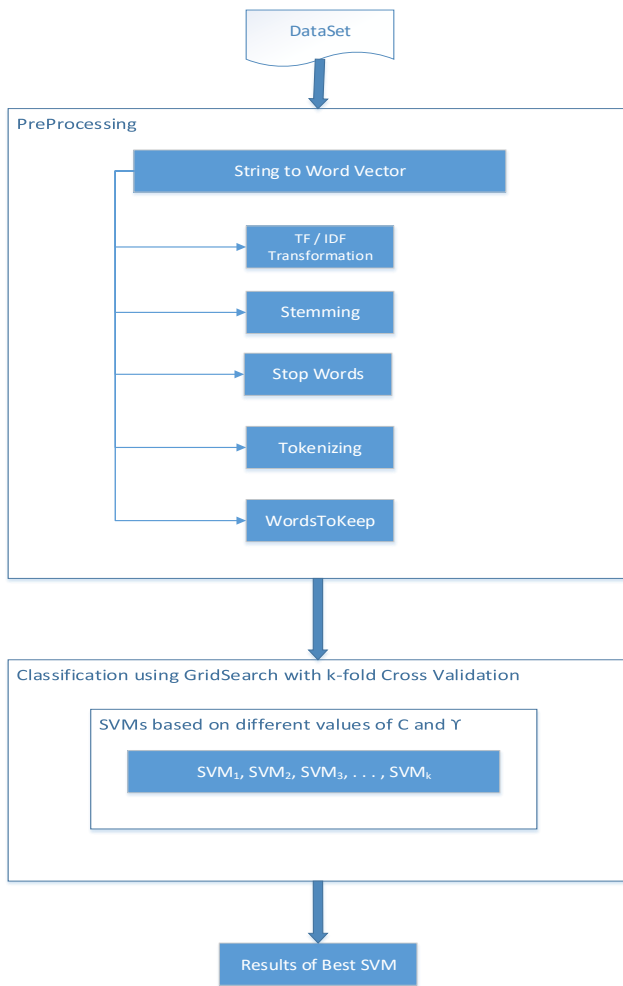 DataSet
PreProcessing
String to Word Vector
TF / IDF
Transformation
Stemming
Stop Words
Tokenizing
WordsToKeep
Classification using GridSearch with k-fold Cross Validation
SVMs based on different values of C and ϒ
SVM₁, SVM₂, SVM₃, . . . , SVMₖ
Results of Best SVM